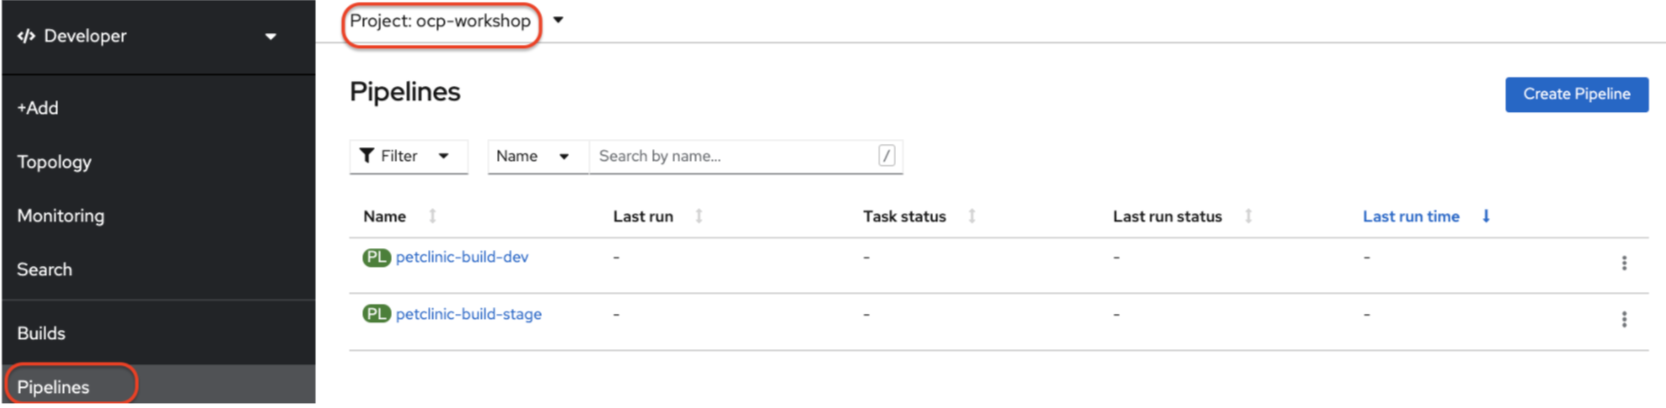 </> Developer
+Add
Topology
Monitoring
Search
Builds
Pipelines
Project: ocp-workshop
Pipelines
Create Pipeline
Filter Name Search by name... /
Name Last run Task status Last run status Last run time
PL petclinic-build-dev - - - -
PL petclinic-build-stage - - - -